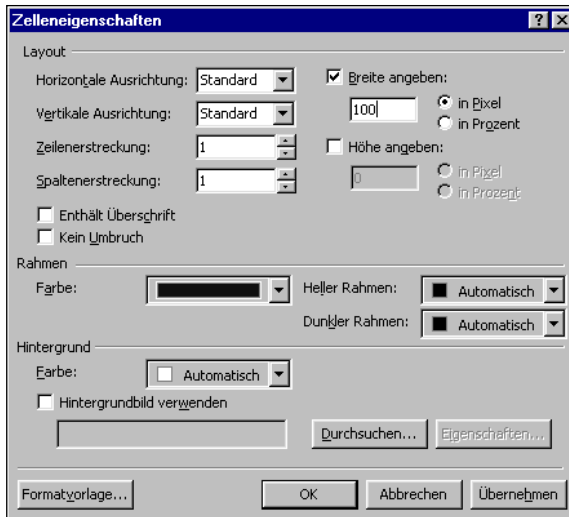 Zelleneigenschaften
Layout
Horizontale Ausrichtung: Standard
Breite angeben:
100 in Pixel
in Prozent
Vertikale Ausrichtung: Standard
Zeilenerstreckung: 1
Höhe angeben:
0 in Pixel
in Prozent
Spaltenerstreckung: 1
Enthält Überschrift
Kein Umbruch
Rahmen
Farbe:
Heller Rahmen: Automatisch
Dunkler Rahmen: Automatisch
Hintergrund
Farbe: Automatisch
Hintergrundbild verwenden
Durchsuchen... Eigenschaften...
Formatvorlage... OK Abbrechen Übernehmen